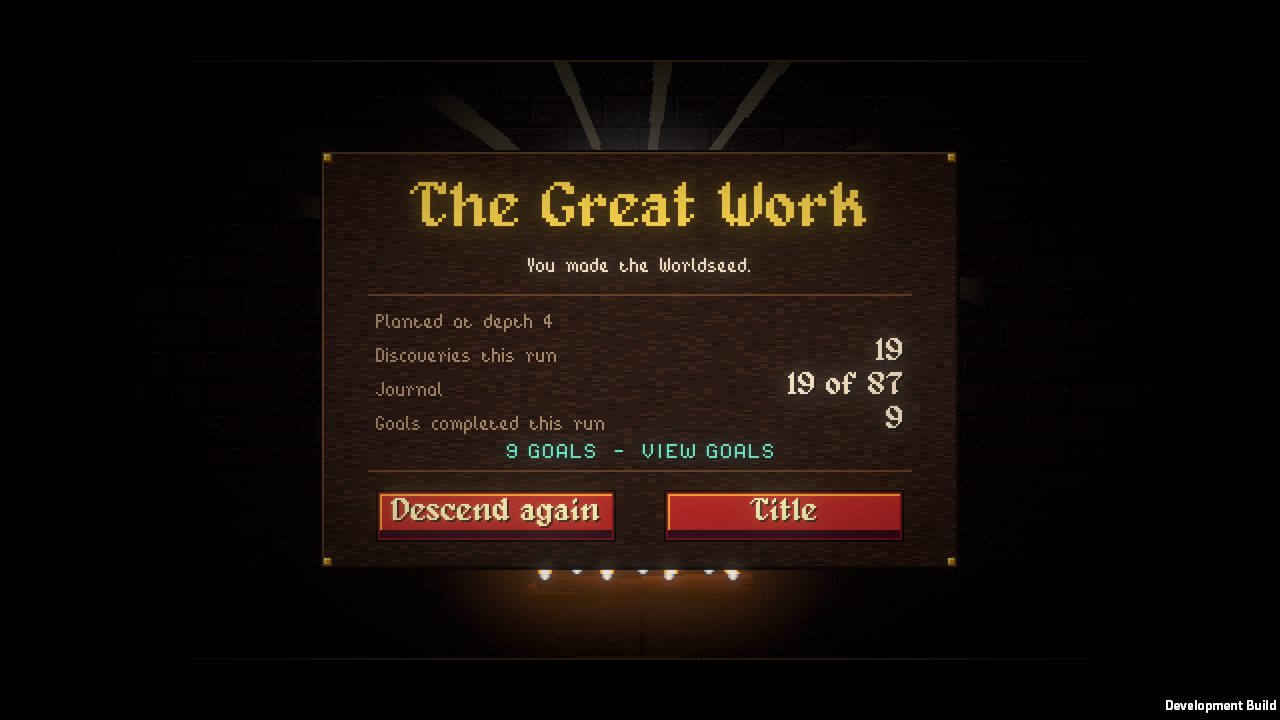 The Great Work
You made the Worldseed.
Planted at depth 4
Discoveries this run 19
Journal 19 of 87
Goals completed this run 9
9 GOALS - VIEW GOALS
Descend again
Title
Development Build